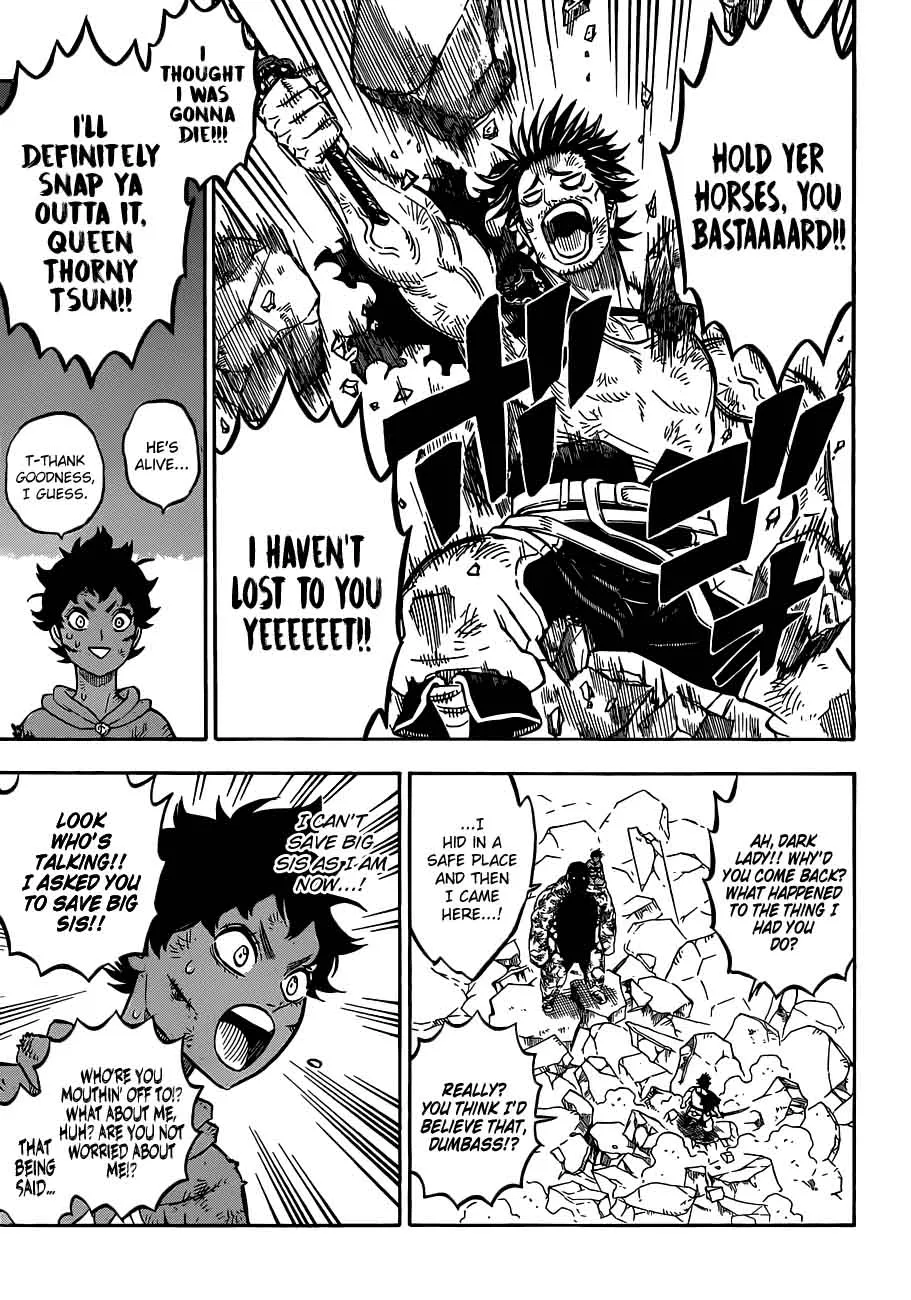 HOLD YER
HORSES, YOU
BASTAAAARD!!
I
THOUGHT
I WAS
GONNA
DIE!!!
I HAVEN'T
LOST TO YOU
YEEEEEET!!
I'LL
DEFINITELY
SNAP YA
OUTTA IT,
QUEEN
THORNY
TSUN!!
HE'S
ALIVE...
T-THANK
GOODNESS,
I GUESS.
AH, DARK
LADY!! WHY'D
YOU COME BACK?
WHAT HAPPENED
TO THE THING I
HAD YOU
DO?
...I
HID IN A
SAFE PLACE
AND THEN
I CAME
HERE...!
REALLY?
YOU THINK I'D
BELIEVE THAT,
DUMBASS!?
I CAN'T
SAVE BIG
SIS AS I AM
NOW...!
LOOK
WHO'S
TALKING!!
I ASKED YOU
TO SAVE BIG
SIS!!
WHO'RE YOU
MOUTHIN' OFF TO!?
WHAT ABOUT ME,
HUH? ARE YOU NOT
WORRIED ABOUT
ME!?
THAT
BEING
SAID...